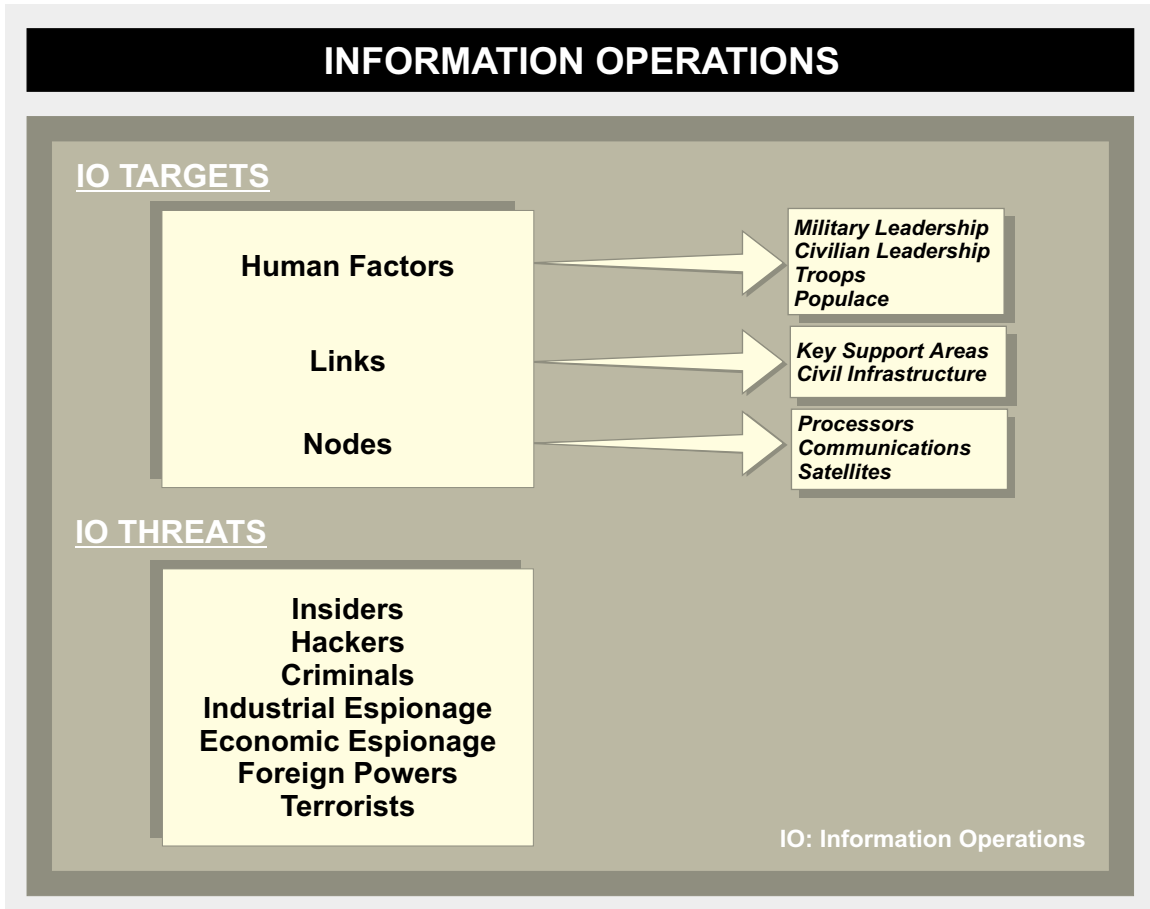 INFORMATION OPERATIONS
IO TARGETS
Human Factors
Military Leadership
Civilian Leadership
Troops
Populace
Links
Key Support Areas
Civil Infrastructure
Nodes
Processors
Communications
Satellites
IO THREATS
Insiders
Hackers
Criminals
Industrial Espionage
Economic Espionage
Foreign Powers
Terrorists
IO: Information Operations